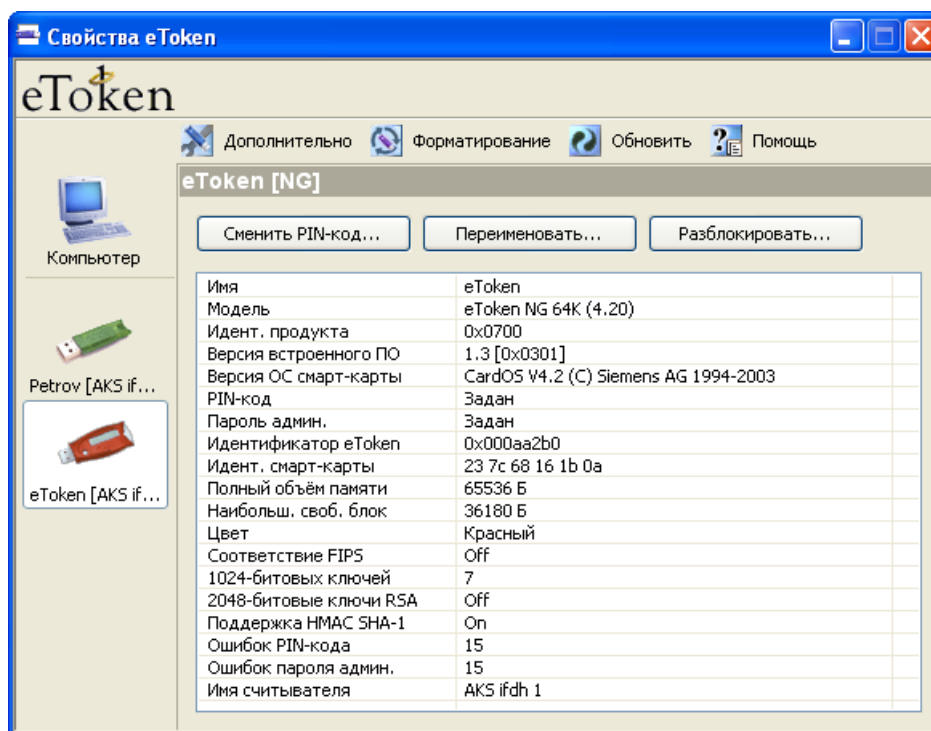 Свойства eToken
eToken
Дополнительно Форматирование Обновить Помощь
eToken [NG]
Сменить PIN-код... Переименовать... Разблокировать...
Компьютер
Petrov [AKS if...
eToken [AKS if...
Имя eToken
Модель eToken NG 64K (4.20)
Идент. продукта 0x0700
Версия встроенного ПО 1.3 [0x0301]
Версия ОС смарт-карты CardOS V4.2 (C) Siemens AG 1994-2003
PIN-код Задан
Пароль админ. Задан
Идентификатор eToken 0x000aa2b0
Идент. смарт-карты 23 7c 68 16 1b 0a
Полный объём памяти 65536 Б
Наибольш. своб. блок 36180 Б
Цвет Красный
Соответствие FIPS Off
1024-битовых ключей 7
2048-битовые ключи RSA Off
Поддержка HMAC SHA-1 On
Ошибок PIN-кода 15
Ошибок пароля админ. 15
Имя считывателя AKS ifdh 1